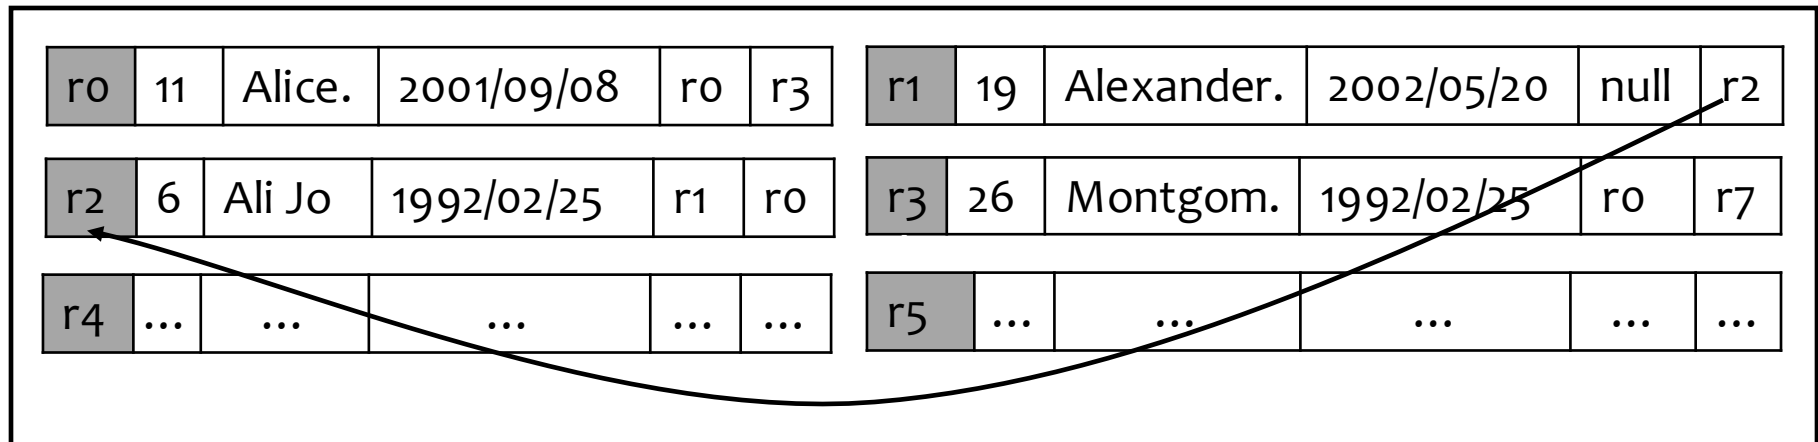 r0 11 Alice. 2001/09/08 r0 r3
r1 19 Alexander. 2002/05/20 null r2
r2 6 Ali Jo 1992/02/25 r1 r0
r3 26 Montgom. 1992/02/25 r0 r7
r4 ... ... ... ... ...
r5 ... ... ... ... ...